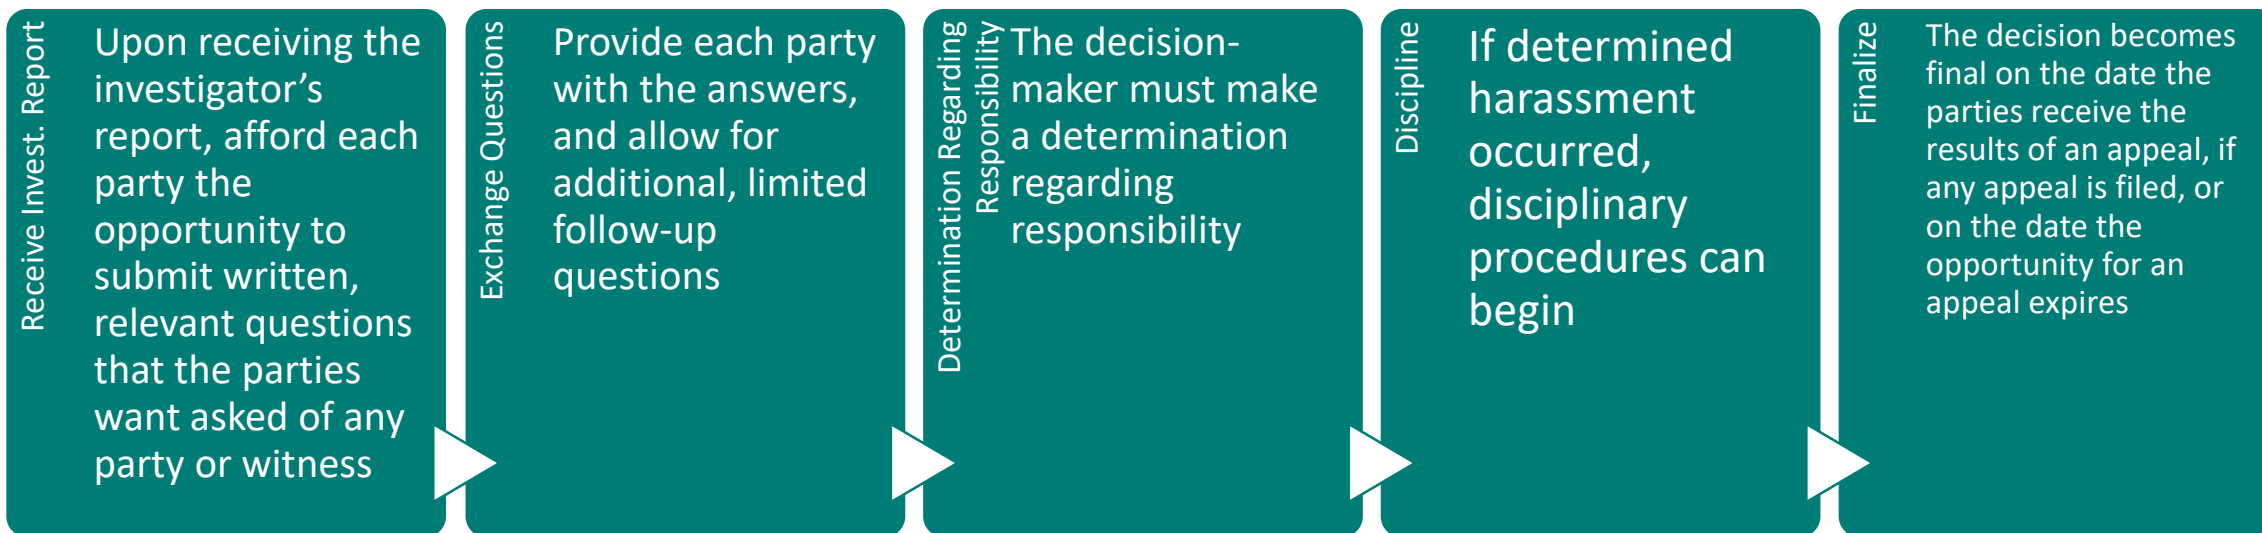 Receive Invest. Report
Upon receiving the
investigator’s
report, afford each
party the
opportunity to
submit written,
relevant questions
that the parties
want asked of any
party or witness
Exchange Questions
Provide each party
with the answers,
and allow for
additional, limited
follow-up
questions
Determination Regarding
Responsibility
The decision-
maker must make
a determination
regarding
responsibility
Discipline
If determined
harassment
occurred,
disciplinary
procedures can
begin
Finalize
The decision becomes
final on the date the
parties receive the
results of an appeal, if
any appeal is filed, or
on the date the
opportunity for an
appeal expires